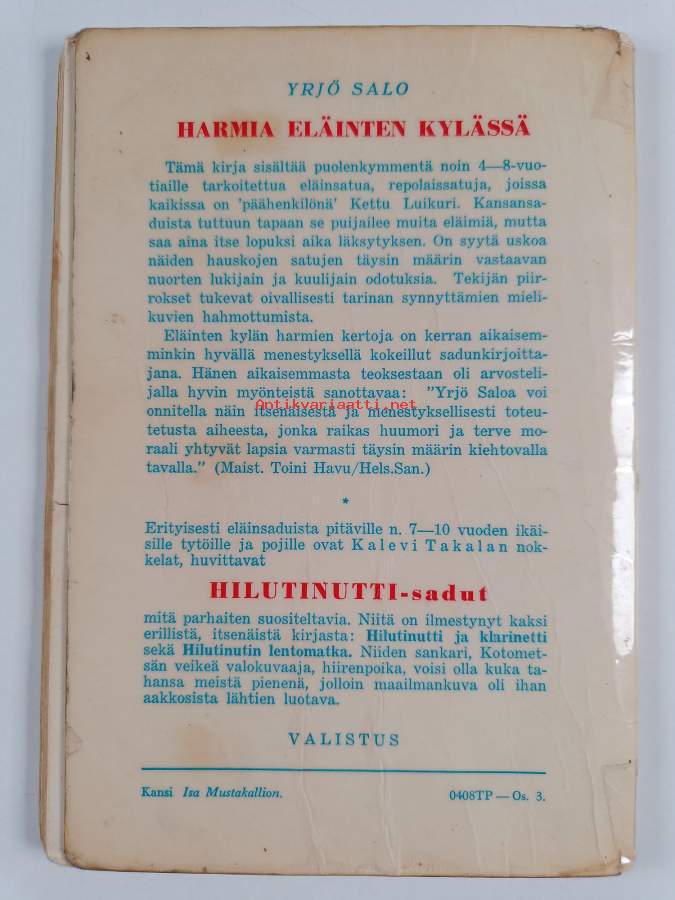 YRJÖ SALO
HARMIA ELÄINTEN KYLÄSSÄ
Tämä kirja sisältää puolenkymmentä noin 4—8-vuo-
tiaille tarkoitettua eläinsatua, repolaissatuja, joissa
kaikissa on 'päähenkilönä' Kettu Luikuri. Kansansa-
duista tuttuun tapaan se puijailee muita eläimiä, mutta
saa aina itse lopuksi aika läksytyksen. On syytä uskoa
näiden hauskojen satujen täysin määrin vastaavan
nuorten lukijain ja kuulijain odotuksia. Tekijän piir-
rokset tukevat oivallisesti tarinan synnyttämien mieli-
kuvien hahmottumista.
Eläinten kylän harmien kertoja on kerran aikaisem-
minkin hyvällä menestyksellä kokeillut sadunkirjoitta-
jana. Hänen aikaisemmasta teoksestaan oli arvosteli-
jalla hyvin myönteistä sanottavaa: "Yrjö Saloa voi
Antikvariaatti.net
onnitella näin itsenäisestä ja menestyksellisesti toteu-
tetusta aiheesta, jonka raikas huumori ja terve mo-
raali yhtyvät lapsia varmasti täysin määrin kiehtovalla
tavalla." (Maist. Toini Havu/Hels.San.)
*
Erityisesti eläinsaduista pitäville n. 7—10 vuoden ikäi-
sille tytöille ja pojille ovat Kalevi Takalan nok-
kelat, huvittavat
HILUTINUTTI-sadut
mitä parhaiten suositeltavia. Niitä on ilmestynyt kaksi
erillistä, itsenäistä kirjasta: Hilutinutti ja klarinetti
sekä Hilutinutin lentomatka. Niiden sankari, Kotomet-
sän veikeä valokuvaaja, hiirenpoika, voisi olla kuka ta-
hansa meistä pienenä, jolloin maailmankuva oli ihan
aakkosista lähtien luotava.
VALISTUS
Kansi Isa Mustakallion.
0408TP — Os. 3.